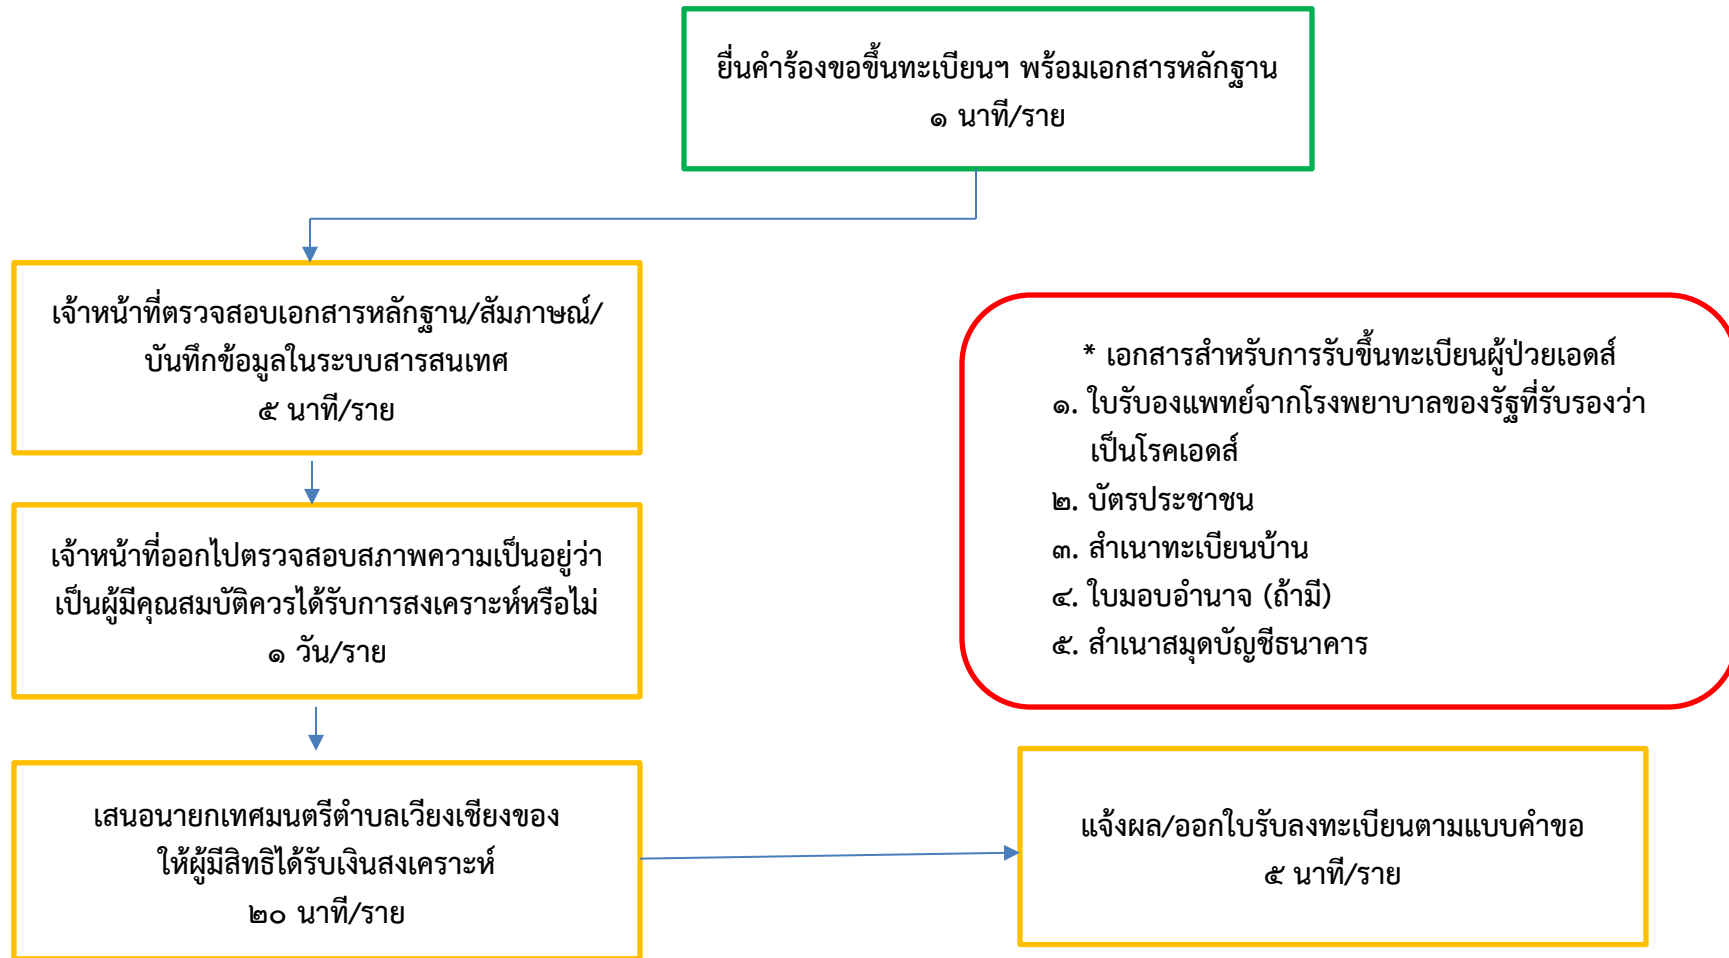 ยื่นคำร้องขอขึ้นทะเบียนฯ พร้อมเอกสารหลักฐาน
๑ นาที/ราย
เจ้าหน้าที่ตรวจสอบเอกสารหลักฐาน/สัมภาษณ์/
บันทึกข้อมูลในระบบสารสนเทศ
๕ นาที/ราย
เจ้าหน้าที่ออกไปตรวจสอบสภาพความเป็นอยู่ว่า
เป็นผู้มีคุณสมบัติควรได้รับการสงเคราะห์หรือไม่
๑ วัน/ราย
* เอกสารสำหรับการรับขึ้นทะเบียนผู้ป่วยเอดส์
๑. ใบรับองแพทย์จากโรงพยาบาลของรัฐที่รับรองว่า
เป็นโรคเอดส์
๒. บัตรประชาชน
๓. สำเนาทะเบียนบ้าน
๔. ใบมอบอำนาจ (ถ้ามี)
๕. สำเนาสมุดบัญชีธนาคาร
เสนอนายกเทศมนตรีตำบลเวียงเชียงของ
ให้ผู้มีสิทธิได้รับเงินสงเคราะห์
๒๐ นาที/ราย
แจ้งผล/ออกใบรับลงทะเบียนตามแบบคำขอ
๕ นาที/ราย